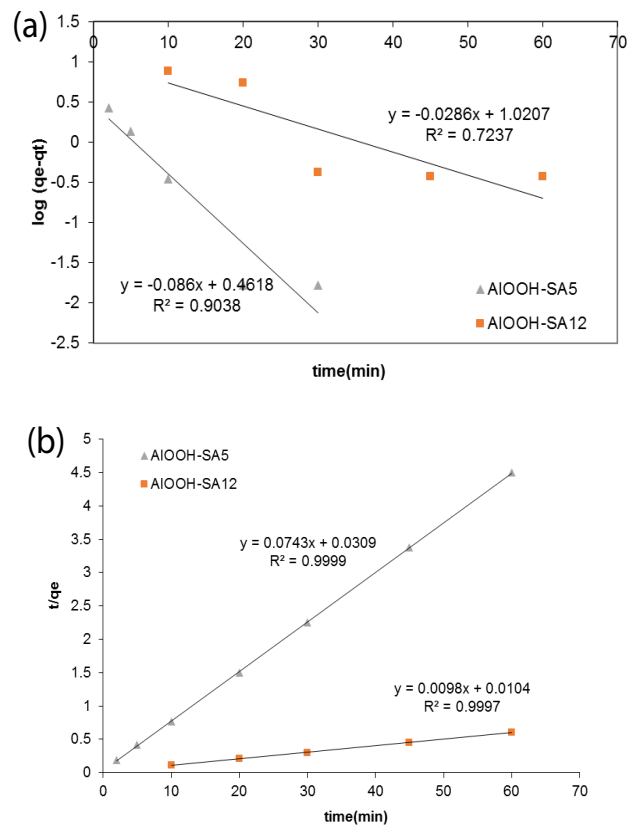 (a)
1.5
1
0.5
0
-0.5
-1
-1.5
-2
-2.5
0 10 20 30 40 50 60 70
log (qe-qt)
y = -0.0286x + 1.0207
R² = 0.7237
y = -0.086x + 0.4618
R² = 0.9038
AlOOH-SA5
AlOOH-SA12
time(min)
(b)
5
4.5
4
3.5
3
2.5
2
1.5
1
0.5
0
t/qe
AlOOH-SA5
AlOOH-SA12
y = 0.0743x + 0.0309
R² = 0.9999
y = 0.0098x + 0.0104
R² = 0.9997
0 10 20 30 40 50 60 70
time(min)